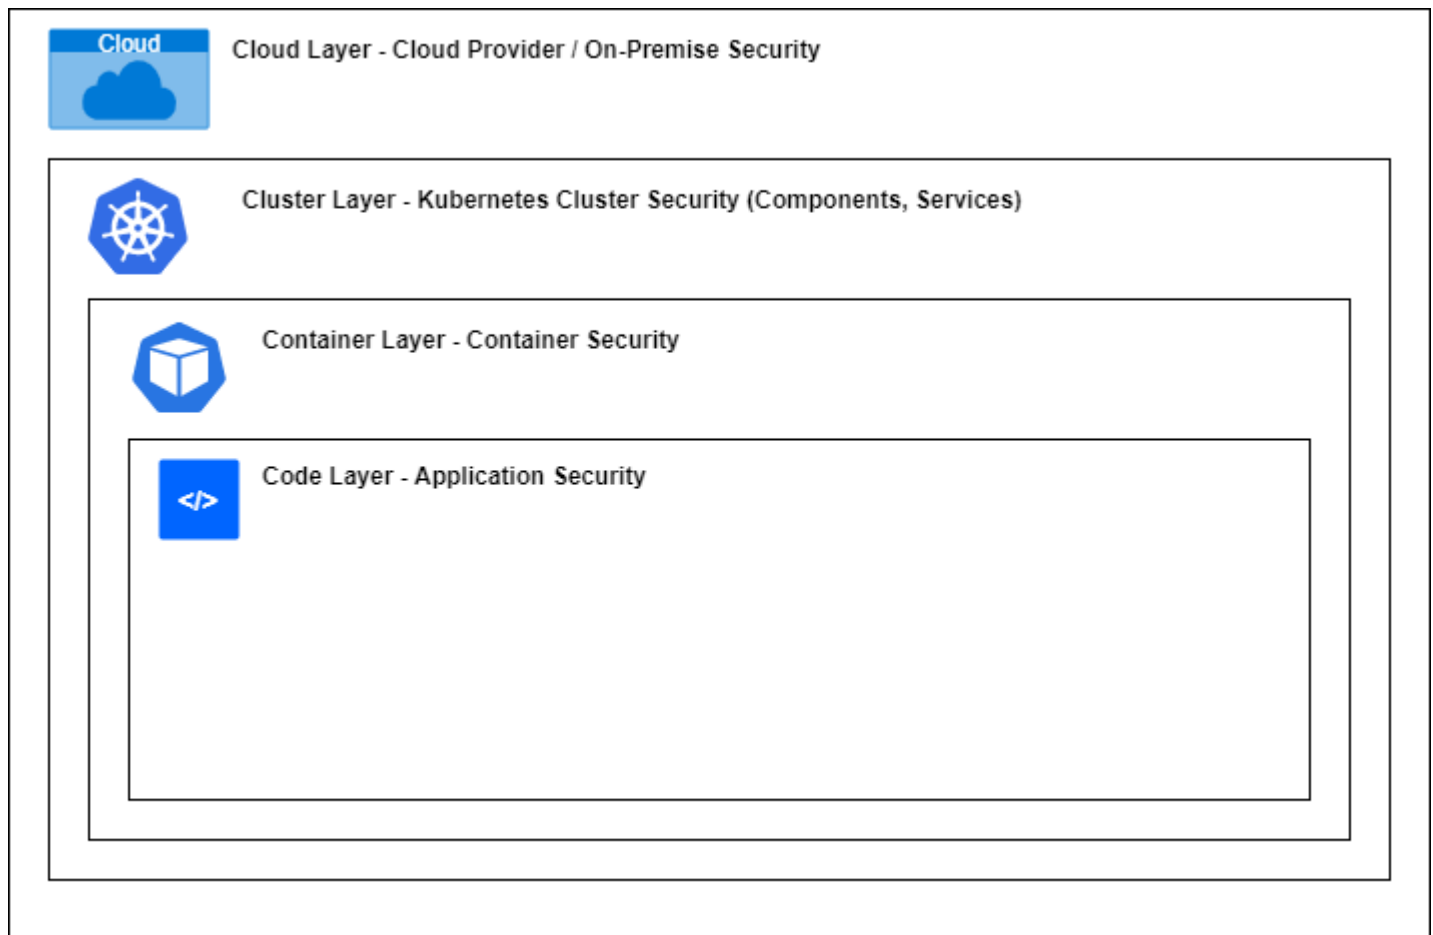 Cloud
Cloud Layer - Cloud Provider / On-Premise Security
Cluster Layer - Kubernetes Cluster Security (Components, Services)
Container Layer - Container Security
Code Layer - Application Security
</>